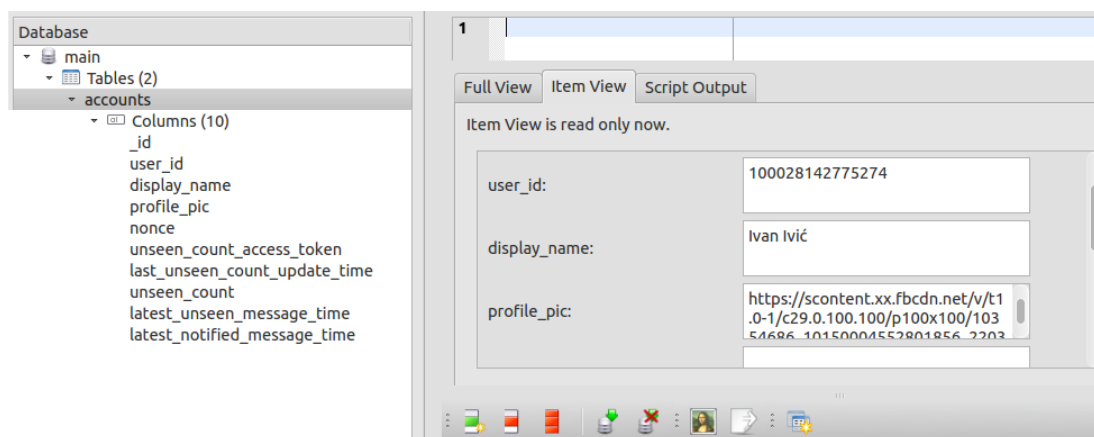 Database
main
Tables (2)
accounts
Columns (10)
_id
user_id
display_name
profile_pic
nonce
unseen_count_access_token
last_unseen_count_update_time
unseen_count
latest_unseen_message_time
latest_notified_message_time
1
Full View Item View Script Output
Item View is read only now.
user_id: 100028142775274
display_name: Ivan Ivić
profile_pic: https://scontent.xx.fbcdn.net/v/t1
.0-1/c29.0.100.100/p100x100/103
54686_10150004552801856_2203